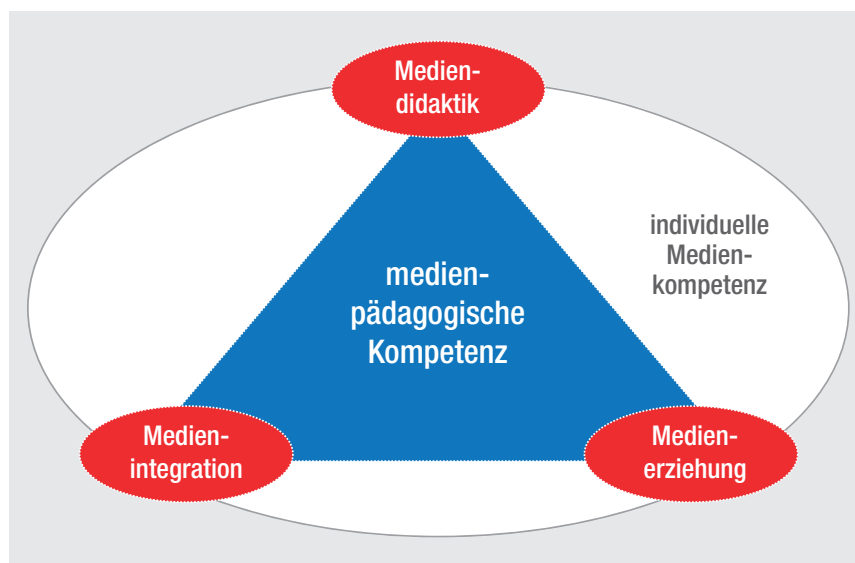 Medien-
didaktik
individuelle
Medien-
kompetenz
medien-
pädagogische
Kompetenz
Medien-
integration
Medien-
erziehung